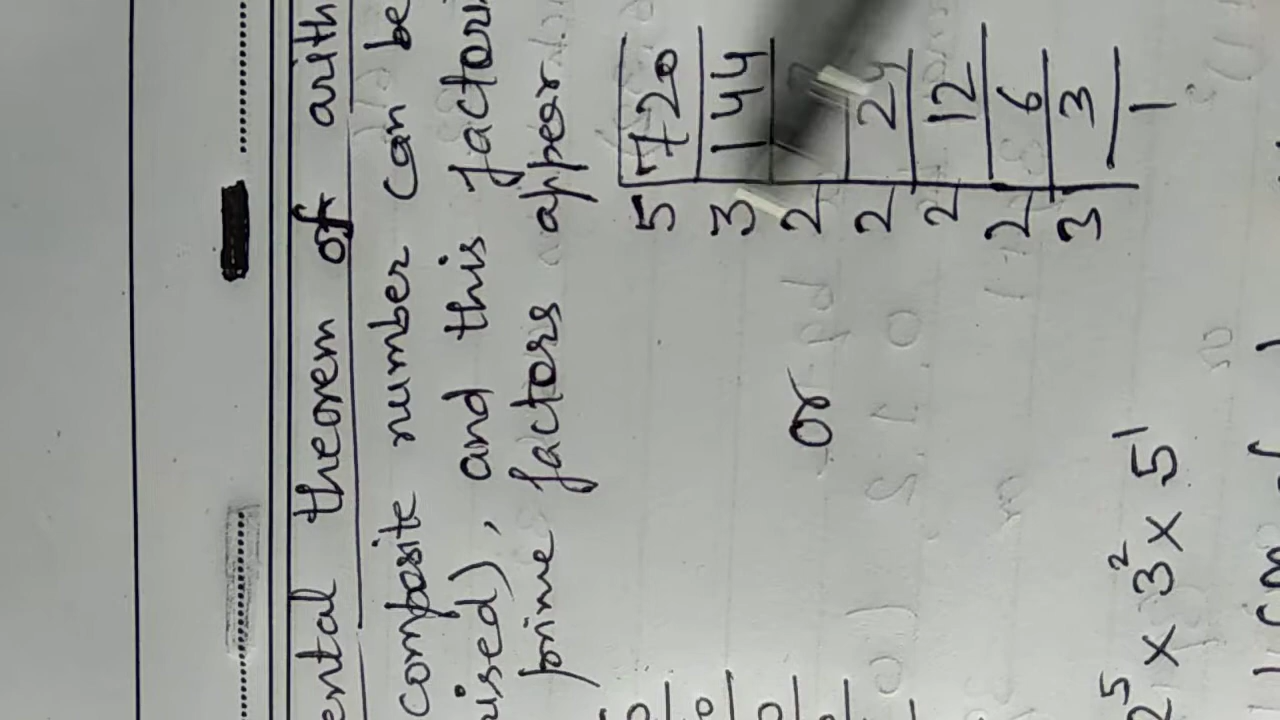 ental theorem of arith
composite number can be
rised), and this factori
prime factors appear
5 | 720
3 | 144
2
2 | 24
2 | 12
2 | 6
3 | 3
1
or
2⁵ × 3² × 5¹